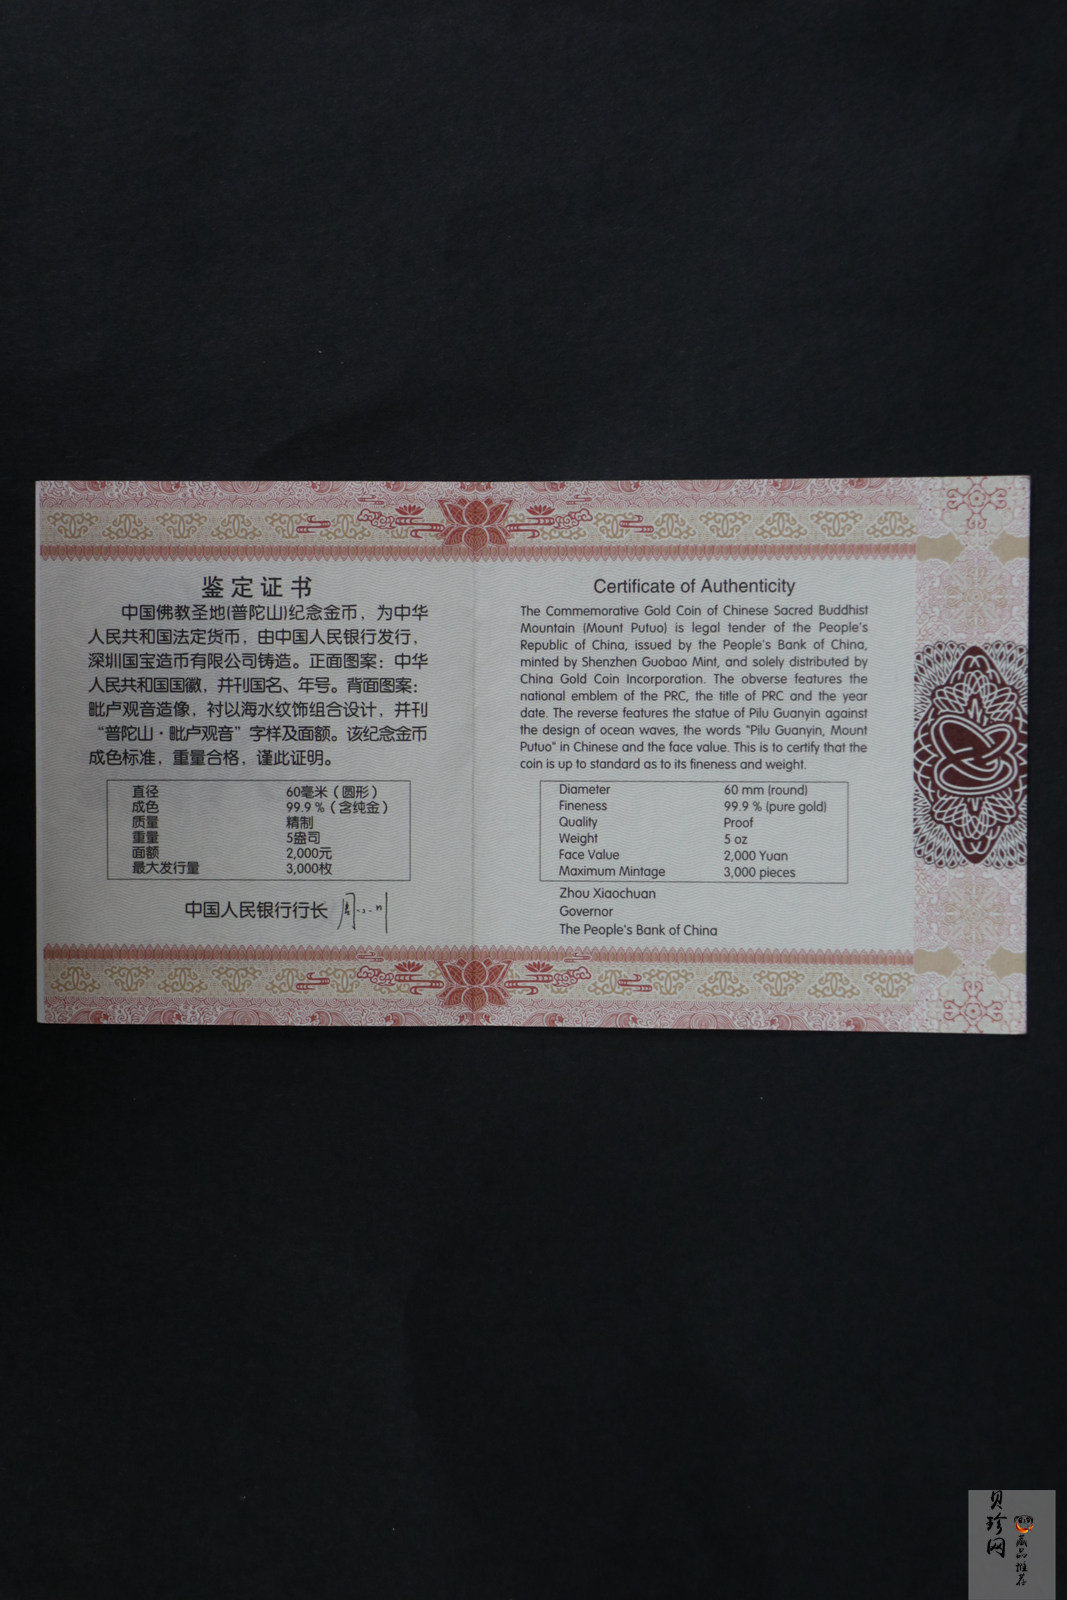 鉴定证书
中国佛教圣地(普陀山)纪念金币，为中华
人民共和国法定货币，由中国人民银行发行，
深圳国宝造币有限公司铸造。正面图案：中华
人民共和国国徽，并刊国名、年号。背面图案：
毗卢观音造像，衬以海水纹饰组合设计，并刊
“普陀山·毗卢观音”字样及面额。该纪念金币
成色标准，重量合格，谨此证明。
直径 60毫米（圆形）
成色 99.9％（含纯金）
质量 精制
重量 5盎司
面额 2,000元
最大发行量 3,000枚
中国人民银行行长
Certificate of Authenticity
The Commemorative Gold Coin of Chinese Sacred Buddhist
Mountain (Mount Putuo) is legal tender of the People's
Republic of China, issued by the People's Bank of China,
minted by Shenzhen Guobao Mint, and solely distributed by
China Gold Coin Incorporation. The obverse features the
national emblem of the PRC, the title of PRC and the year
date. The reverse features the statue of Pilu Guanyin against
the design of ocean waves, the words "Pilu Guanyin, Mount
Putuo" in Chinese and the face value. This is to certify that the
coin is up to standard as to its fineness and weight.
Diameter 60 mm (round)
Fineness 99.9 % (pure gold)
Quality Proof
Weight 5 oz
Face Value 2,000 Yuan
Maximum Mintage 3,000 pieces
Zhou Xiaochuan
Governor
The People's Bank of China
贝珍网
藏品推荐